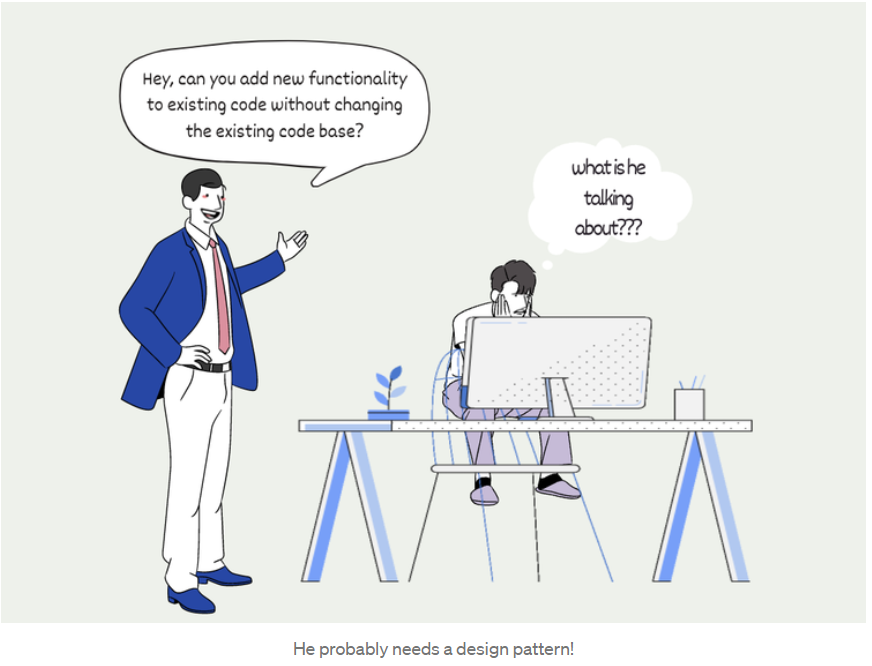 Hey, can you add new functionality
to existing code without changing
the existing code base?
what is he
talking
about???
He probably needs a design pattern!